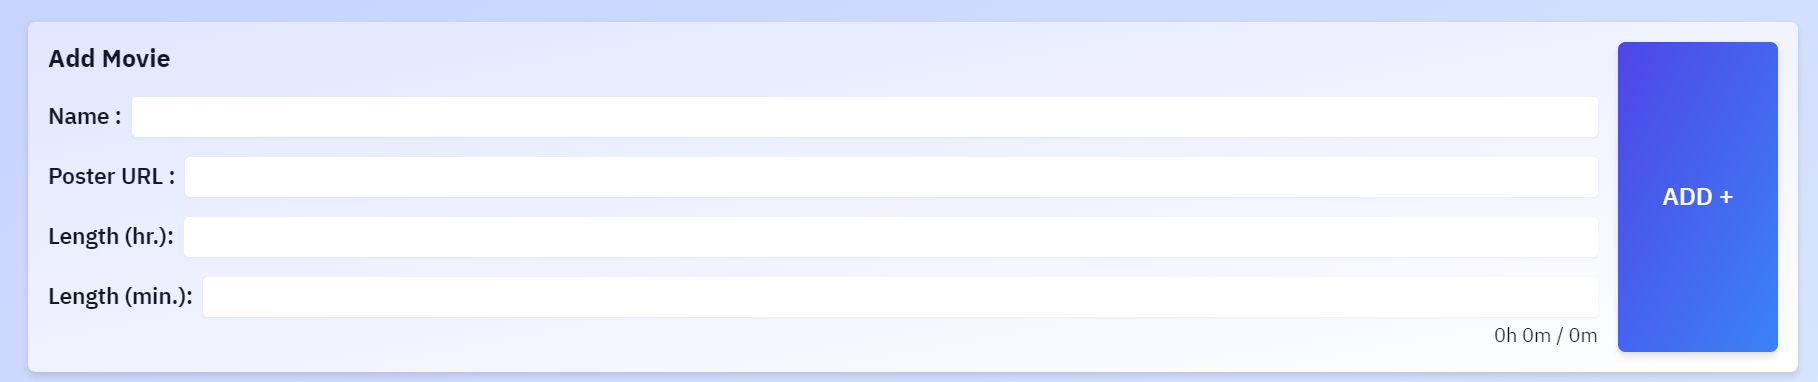 Add Movie
Name :
Poster URL :
Length (hr.):
Length (min.):
0h 0m / 0m
ADD +